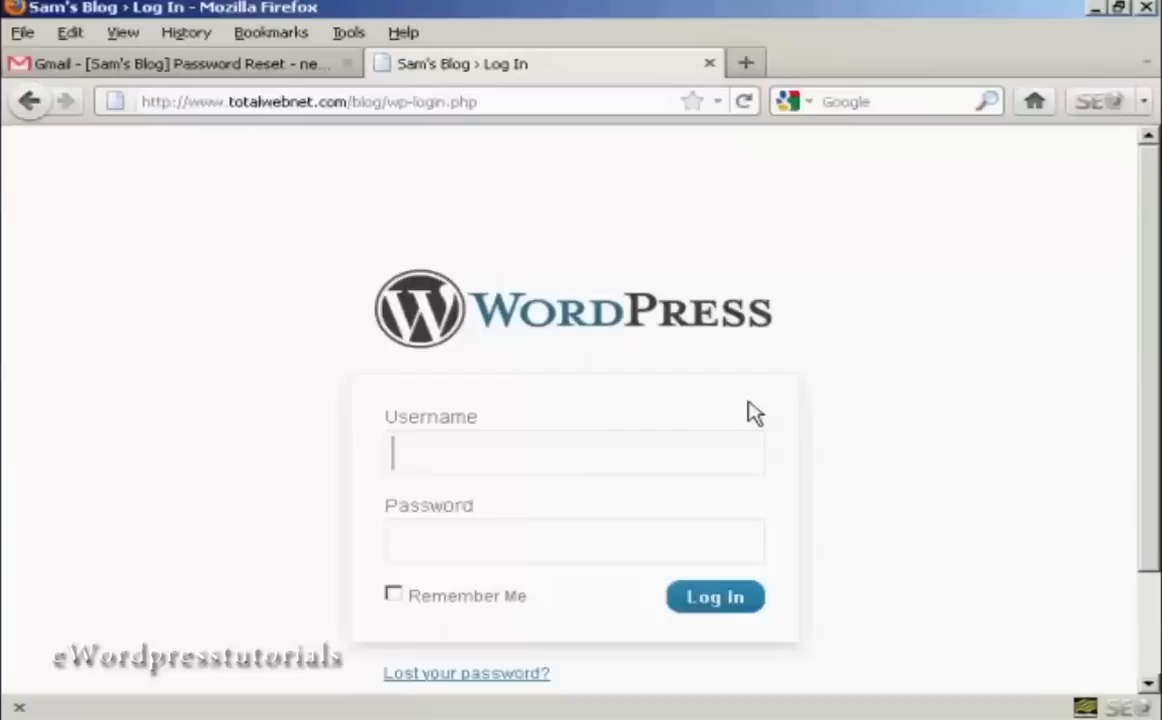 Sam's Blog › Log In - Mozilla Firefox
File Edit View History Bookmarks Tools Help
Gmail - [Sam's Blog] Password Reset - ne... Sam's Blog › Log In
http://www.totalwebnet.com/blog/wp-login.php Google SEO
WORDPRESS
Username
Password
Remember Me Log In
eWordpresstutorials
Lost your password?
SEO